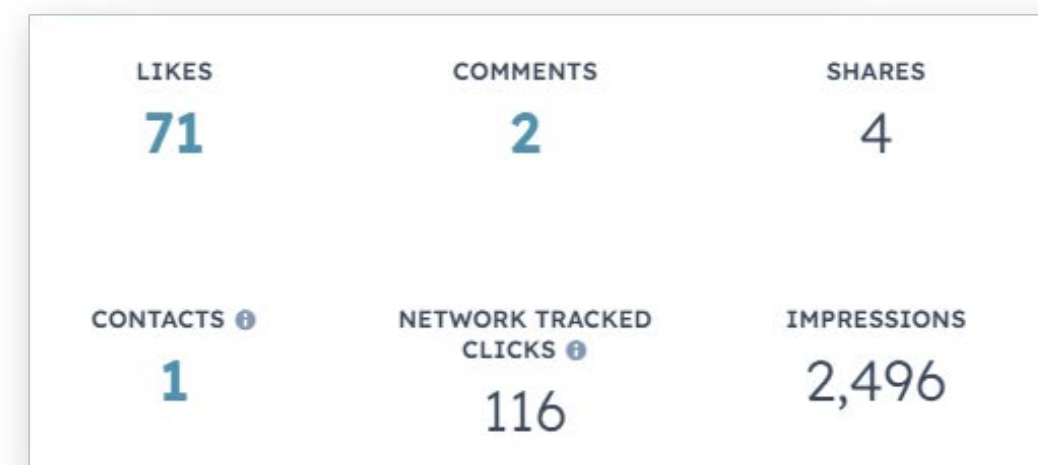 LIKES
COMMENTS
SHARES
71
2
4
CONTACTS
NETWORK TRACKED
CLICKS
IMPRESSIONS
1
116
2,496